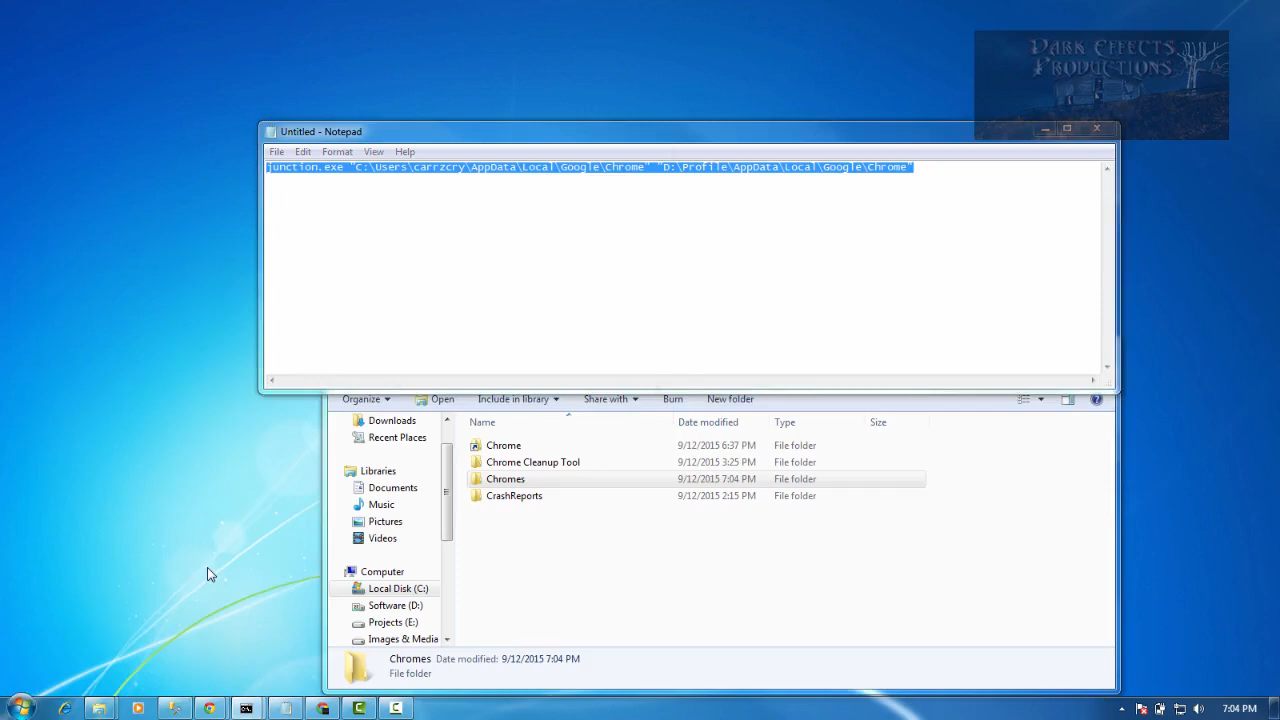 DARK EFFECTS
PRODUCTIONS
Untitled - Notepad
File Edit Format View Help
junction.exe "C:\Users\carrzcry\AppData\Local\Google\Chrome" "D:\Profile\AppData\Local\Google\Chrome"
Organize Open Include in library Share with Burn New folder
Downloads
Recent Places
Libraries
Documents
Music
Pictures
Videos
Computer
Local Disk (C:)
Software (D:)
Projects (E:)
Images & Media
Name Date modified Type Size
Chrome 9/12/2015 6:37 PM File folder
Chrome Cleanup Tool 9/12/2015 3:25 PM File folder
Chromes 9/12/2015 7:04 PM File folder
CrashReports 9/12/2015 2:15 PM File folder
Chromes Date modified: 9/12/2015 7:04 PM
File folder
7:04 PM